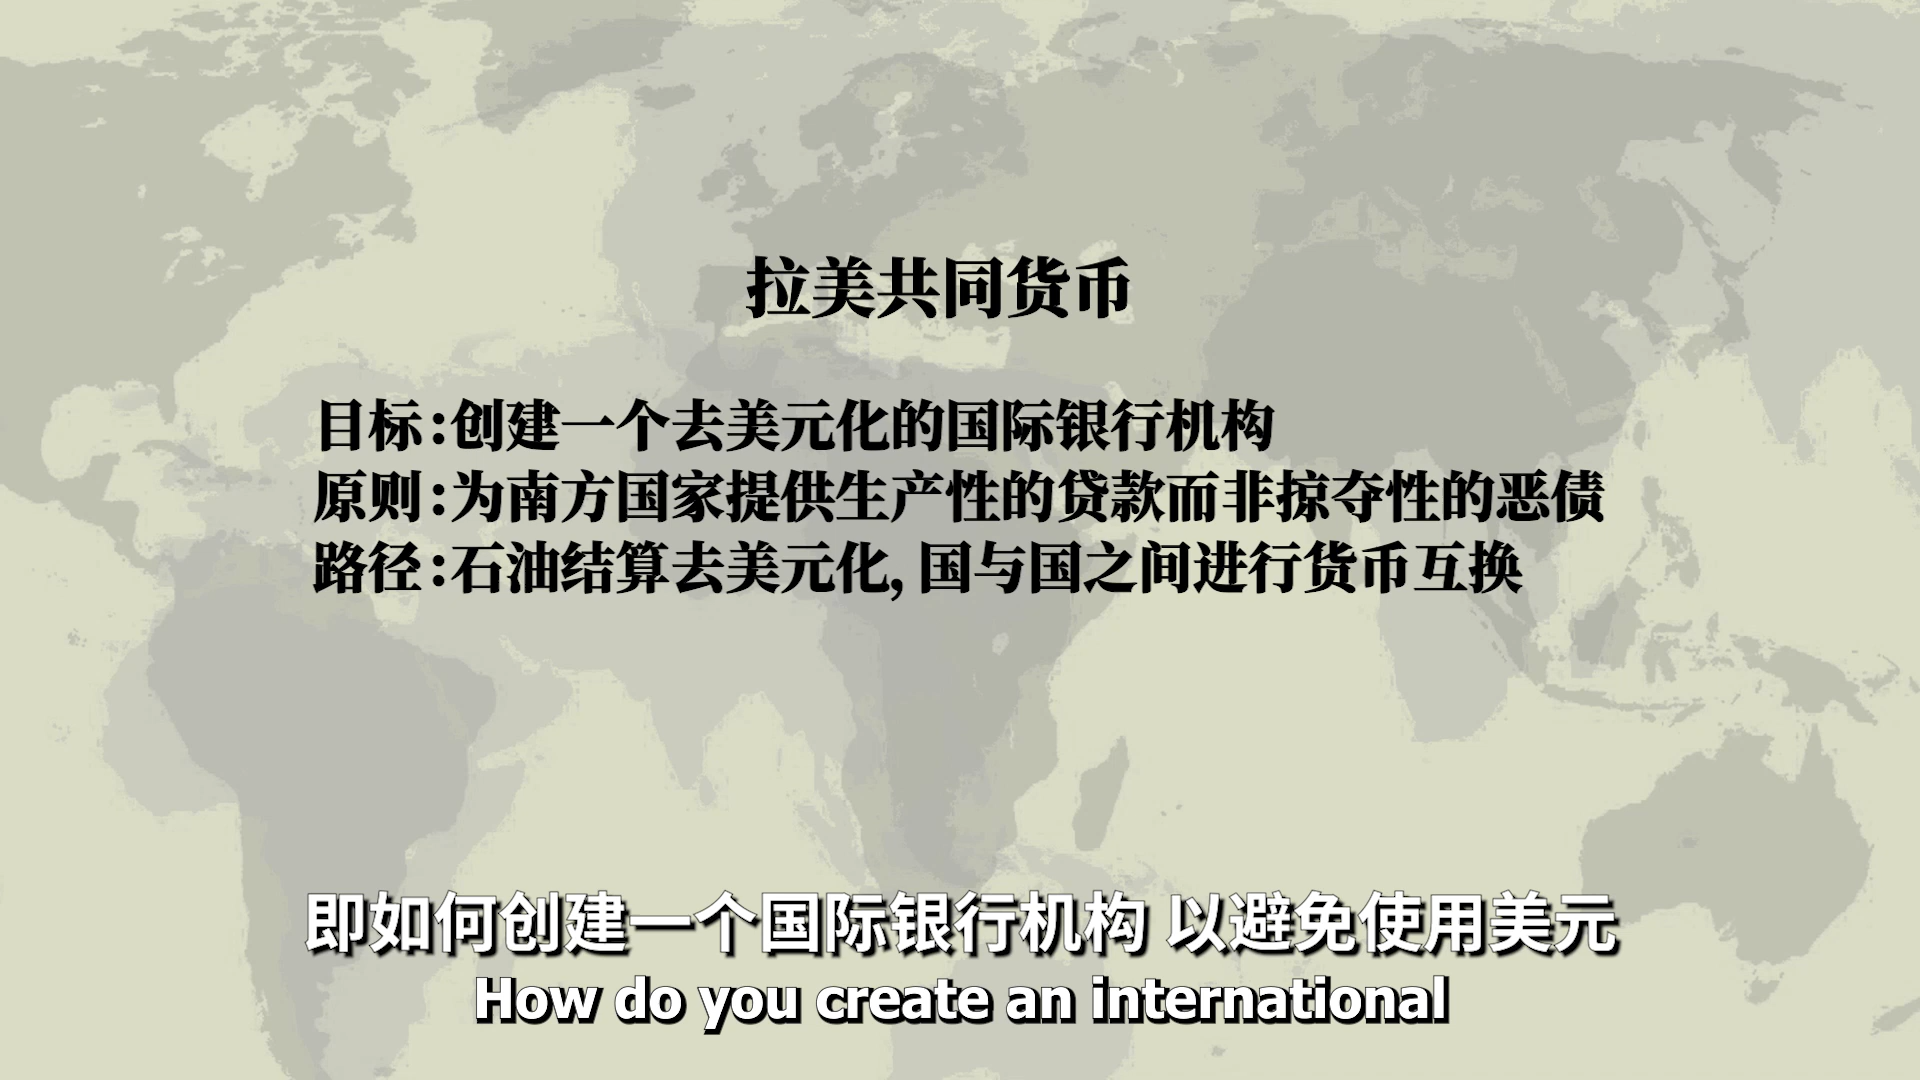 拉美共同货币
目标:创建一个去美元化的国际银行机构
原则:为南方国家提供生产性的贷款而非掠夺性的恶债
路径:石油结算去美元化, 国与国之间进行货币互换
即如何创建一个国际银行机构 以避免使用美元
How do you create an international